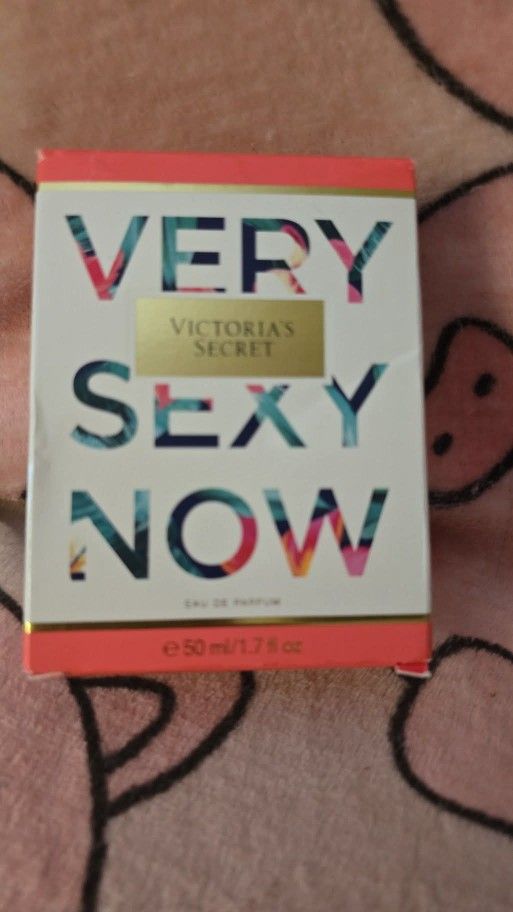 VERY
VICTORIA'S
SECRET
SEXY
NOW
EAU DE PARFUM
℮ 50 ml/1.7 fl oz